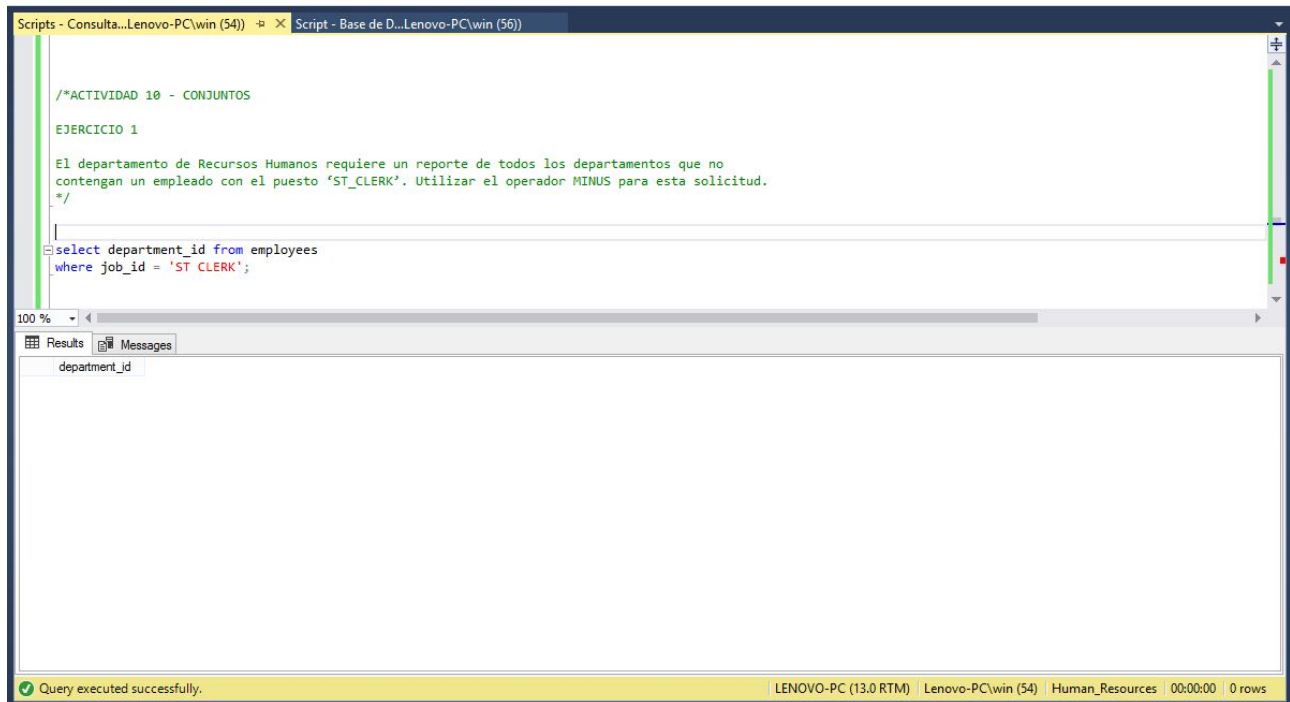 Scripts - Consulta...Lenovo-PC\win (54))
Script - Base de D...Lenovo-PC\win (56))
/*ACTIVIDAD 10 - CONJUNTOS
EJERCICIO 1
El departamento de Recursos Humanos requiere un reporte de todos los departamentos que no
contengan un empleado con el puesto ‘ST_CLERK’. Utilizar el operador MINUS para esta solicitud.
*/
select department_id from employees
where job_id = 'ST CLERK';
100 %
Results Messages
department_id
Query executed successfully. LENOVO-PC (13.0 RTM) Lenovo-PC\win (54) Human_Resources 00:00:00 0 rows